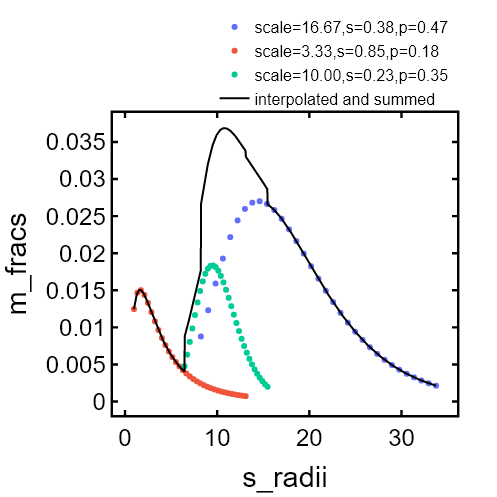 scale=16.67,s=0.38,p=0.47
scale=3.33,s=0.85,p=0.18
scale=10.00,s=0.23,p=0.35
interpolated and summed
0.035
0.03
0.025
0.02
0.015
0.01
0.005
0
m_fracs
0 10 20 30
s_radii